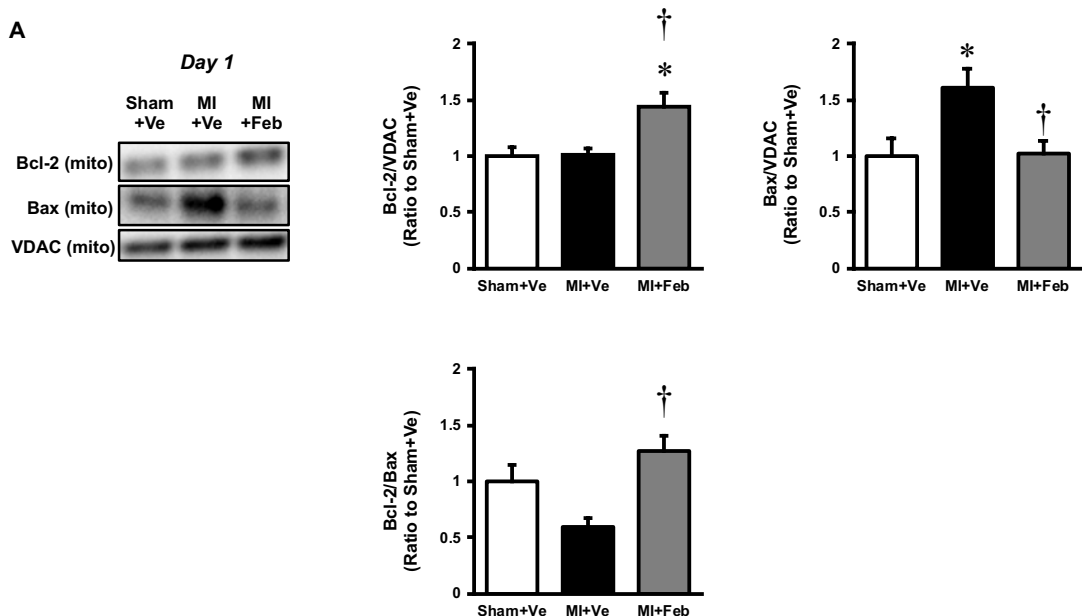 A
Day 1
Sham MI MI
+Ve +Ve +Feb
Bcl-2 (mito)
Bax (mito)
VDAC (mito)
Bcl-2/VDAC
(Ratio to Sham+Ve)
2
1.5
1
0.5
0
†
*
Sham+Ve MI+Ve MI+Feb
Bax/VDAC
(Ratio to Sham+Ve)
2
1.5
1
0.5
0
*
†
Sham+Ve MI+Ve MI+Feb
Bcl-2/Bax
(Ratio to Sham+Ve)
2
1.5
1
0.5
0
†
Sham+Ve MI+Ve MI+Feb